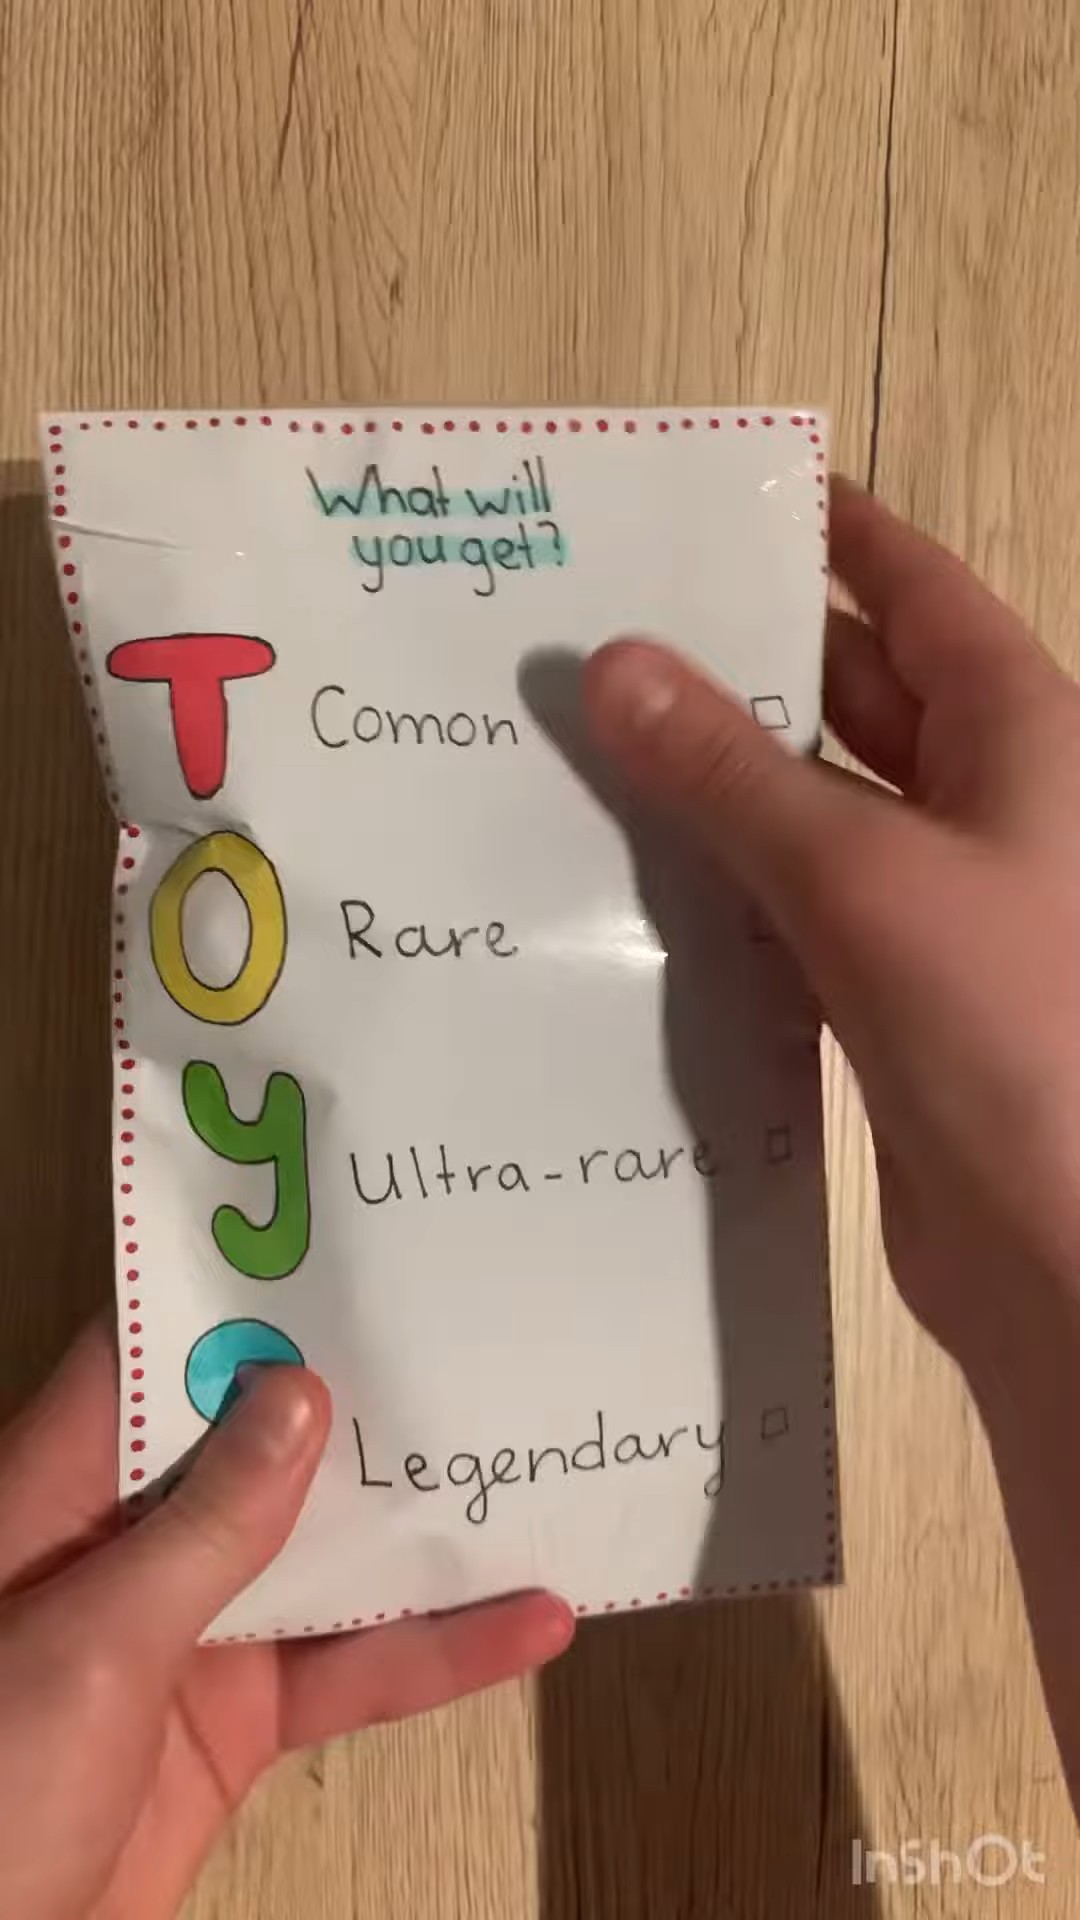 What will
you get?
T
Comon
O
Rare
y
Ultra-rare
Legendary
InShOt